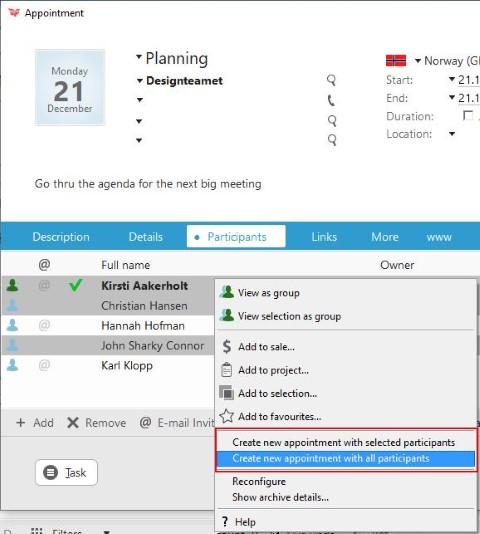 Appointment
Monday
21
December
Planning
Designteamet
Norway (G
Start: 21.1
End: 21.1
Duration:
Location:
Go thru the agenda for the next big meeting
Description Details Participants Links More www
@ Full name Owner
@ Kirsti Aakerholt
Christian Hansen
@ Hannah Hofman
John Sharky Connor
@ Karl Klopp
+ Add Remove @ E-mail Invit
Task
View as group
View selection as group
$ Add to sale...
Add to project...
Add to selection...
Add to favourites...
Create new appointment with selected participants
Create new appointment with all participants
Reconfigure
Show archive details...
? Help
Filters